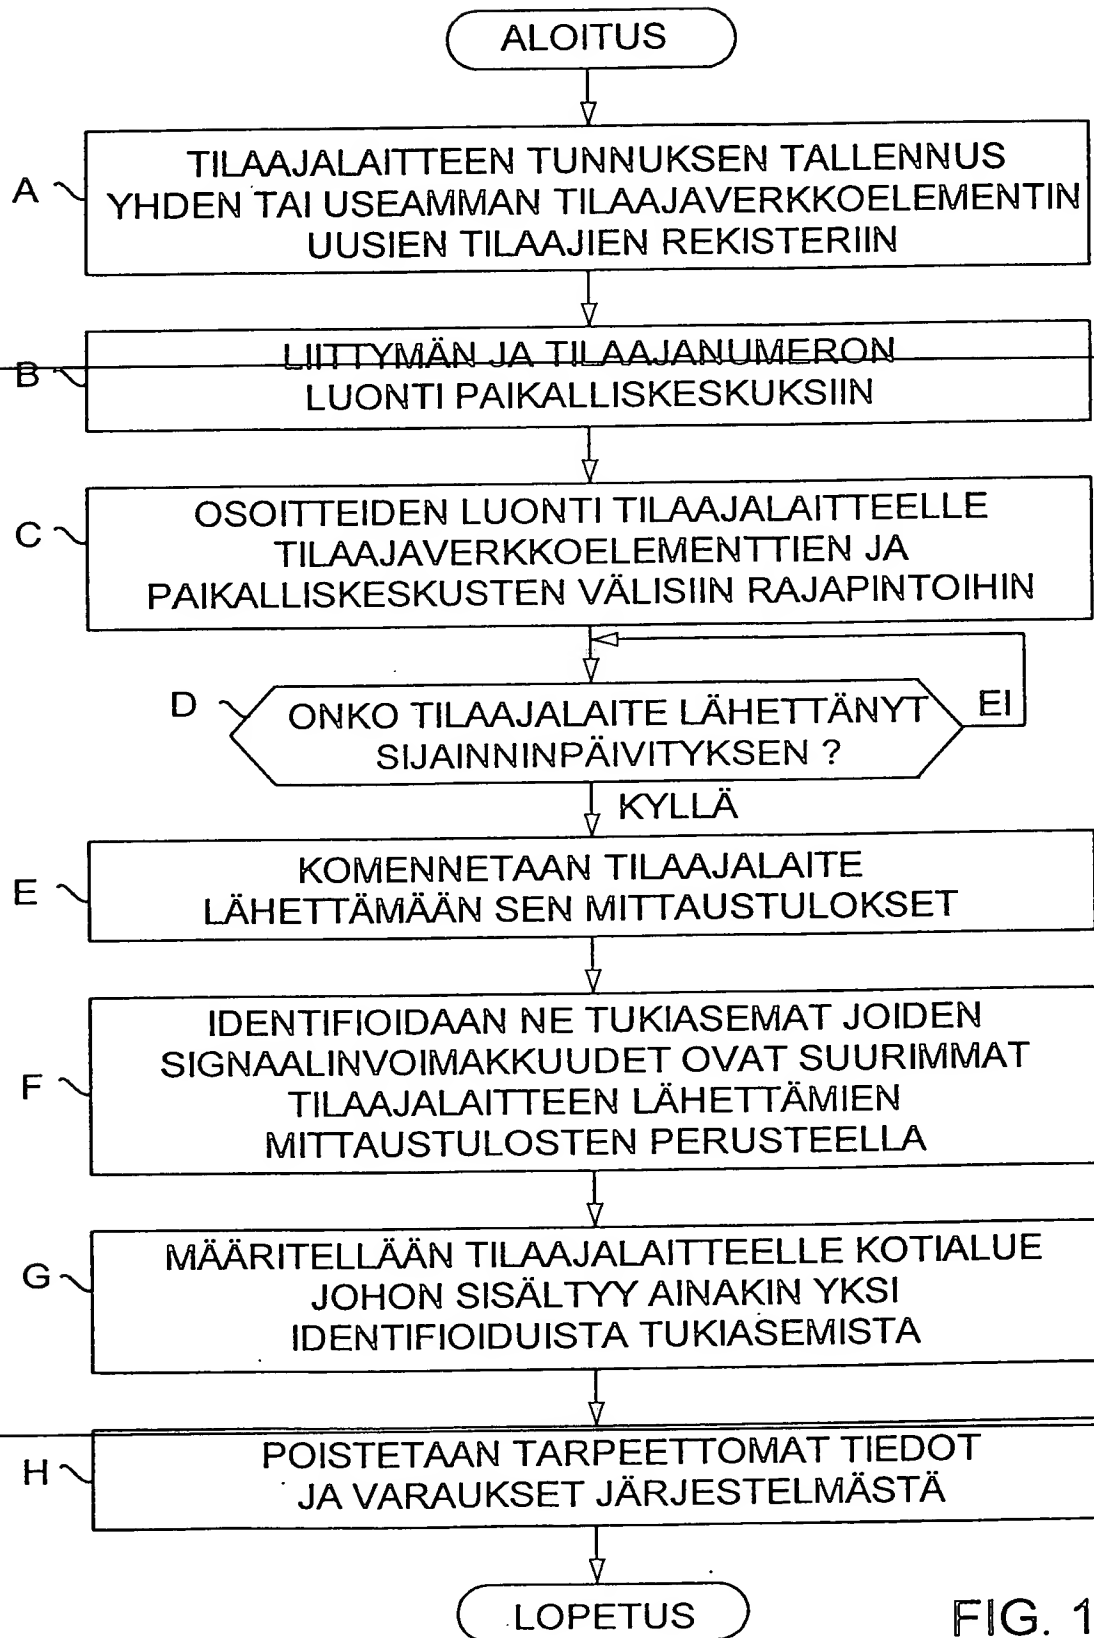 ALOITUS
A
TILAAJALAITTEEN TUNNUKSEN TALLENNUS
YHDEN TAI USEAMMAN TILAAJAVERKKOELEMENTIN
UUSIEN TILAAJIEN REKISTERIIN
B
LIITTYMÄN JA TILAAJANUMERON
LUONTI PAIKALLISKESKUKSIIN
C
OSOITTEIDEN LUONTI TILAAJALAITTEELLE
TILAAJAVERKKOELEMENTTIEN JA
PAIKALLISKESKUSTEN VÄLISIIN RAJAPINTOIHIN
D
ONKO TILAAJALAITE LÄHETTÄNYT
SIJAINNINPÄIVITYKSEN ?
EI
KYLLÄ
E
KOMENNETAAN TILAAJALAITE
LÄHETTÄMÄÄN SEN MITTAUSTULOKSET
F
IDENTIFIOIDAAN NE TUKIASEMAT JOIDEN
SIGNAALINVOIMAKKUUDET OVAT SUURIMMAT
TILAAJALAITTEEN LÄHETTÄMIEN
MITTAUSTULOSTEN PERUSTEELLA
G
MÄÄRITELLÄÄN TILAAJALAITTEELLE KOTIALUE
JOHON SISÄLTYY AINAKIN YKSI
IDENTIFIOIDUISTA TUKIASEMISTA
H
POISTETAAN TARPEETTOMAT TIEDOT
JA VARAUKSET JÄRJESTELMÄSTÄ
LOPETUS
FIG. 1